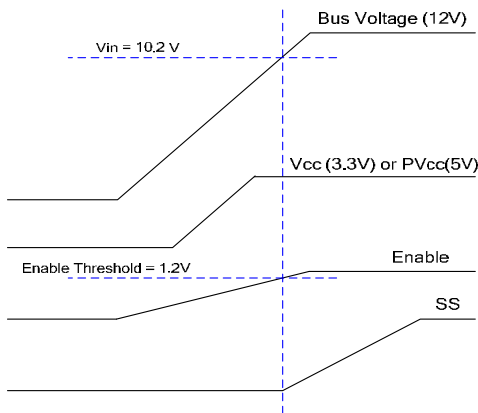 Bus Voltage (12V)
Vin = 10.2 V
Vcc (3.3V) or PVcc(5V)
Enable
Enable Threshold = 1.2V
SS